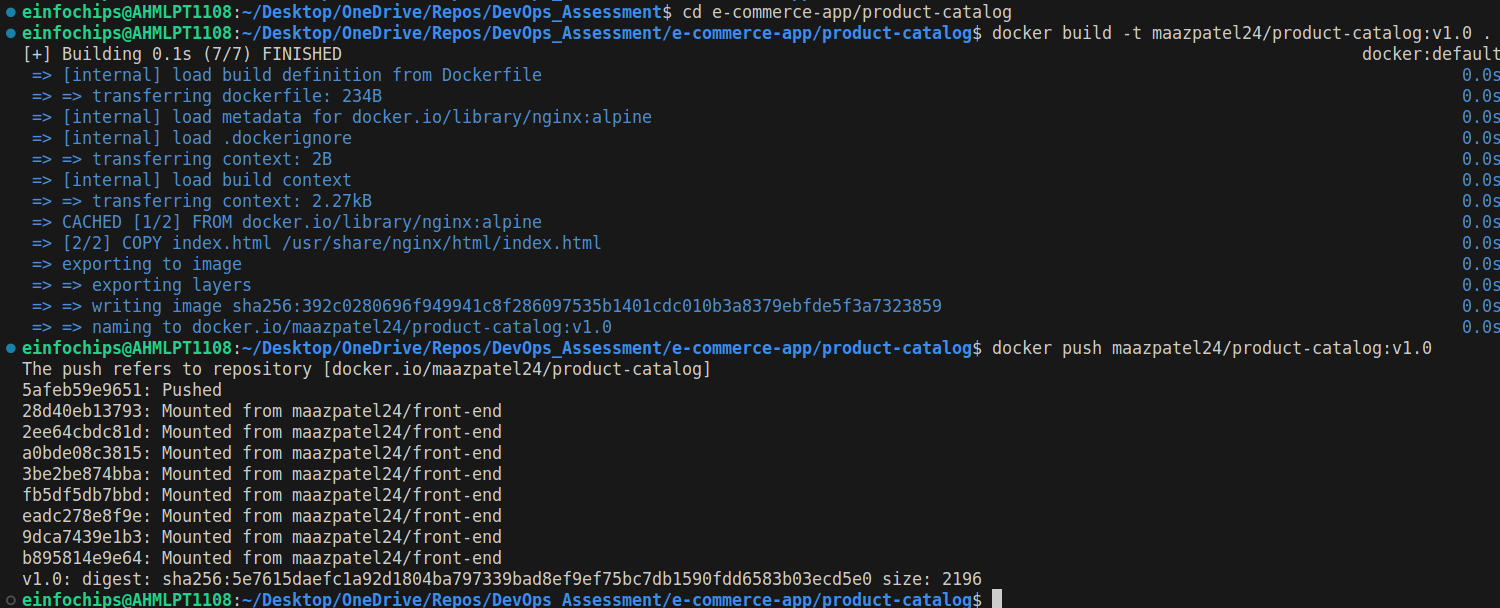 einfochips@AHMLPT1108:~/Desktop/OneDrive/Repos/DevOps_Assessment$ cd e-commerce-app/product-catalog
einfochips@AHMLPT1108:~/Desktop/OneDrive/Repos/DevOps_Assessment/e-commerce-app/product-catalog$ docker build -t maazpatel24/product-catalog:v1.0 .
[+] Building 0.1s (7/7) FINISHED docker:default
=> [internal] load build definition from Dockerfile 0.0s
=> => transferring dockerfile: 234B 0.0s
=> [internal] load metadata for docker.io/library/nginx:alpine 0.0s
=> [internal] load .dockerignore 0.0s
=> => transferring context: 2B 0.0s
=> [internal] load build context 0.0s
=> => transferring context: 2.27kB 0.0s
=> CACHED [1/2] FROM docker.io/library/nginx:alpine 0.0s
=> [2/2] COPY index.html /usr/share/nginx/html/index.html 0.0s
=> exporting to image 0.0s
=> => exporting layers 0.0s
=> => writing image sha256:392c0280696f949941c8f286097535b1401cdc010b3a8379ebfde5f3a7323859 0.0s
=> => naming to docker.io/maazpatel24/product-catalog:v1.0 0.0s
einfochips@AHMLPT1108:~/Desktop/OneDrive/Repos/DevOps_Assessment/e-commerce-app/product-catalog$ docker push maazpatel24/product-catalog:v1.0
The push refers to repository [docker.io/maazpatel24/product-catalog]
5afeb59e9651: Pushed
28d40eb13793: Mounted from maazpatel24/front-end
2ee64cbdc81d: Mounted from maazpatel24/front-end
a0bde08c3815: Mounted from maazpatel24/front-end
3be2be874bba: Mounted from maazpatel24/front-end
fb5df5db7bbd: Mounted from maazpatel24/front-end
eadc278e8f9e: Mounted from maazpatel24/front-end
9dca7439e1b3: Mounted from maazpatel24/front-end
b895814e9e64: Mounted from maazpatel24/front-end
v1.0: digest: sha256:5e7615daefc1a92d1804ba797339bad8ef9ef75bc7db1590fdd6583b03ecd5e0 size: 2196
einfochips@AHMLPT1108:~/Desktop/OneDrive/Repos/DevOps_Assessment/e-commerce-app/product-catalog$